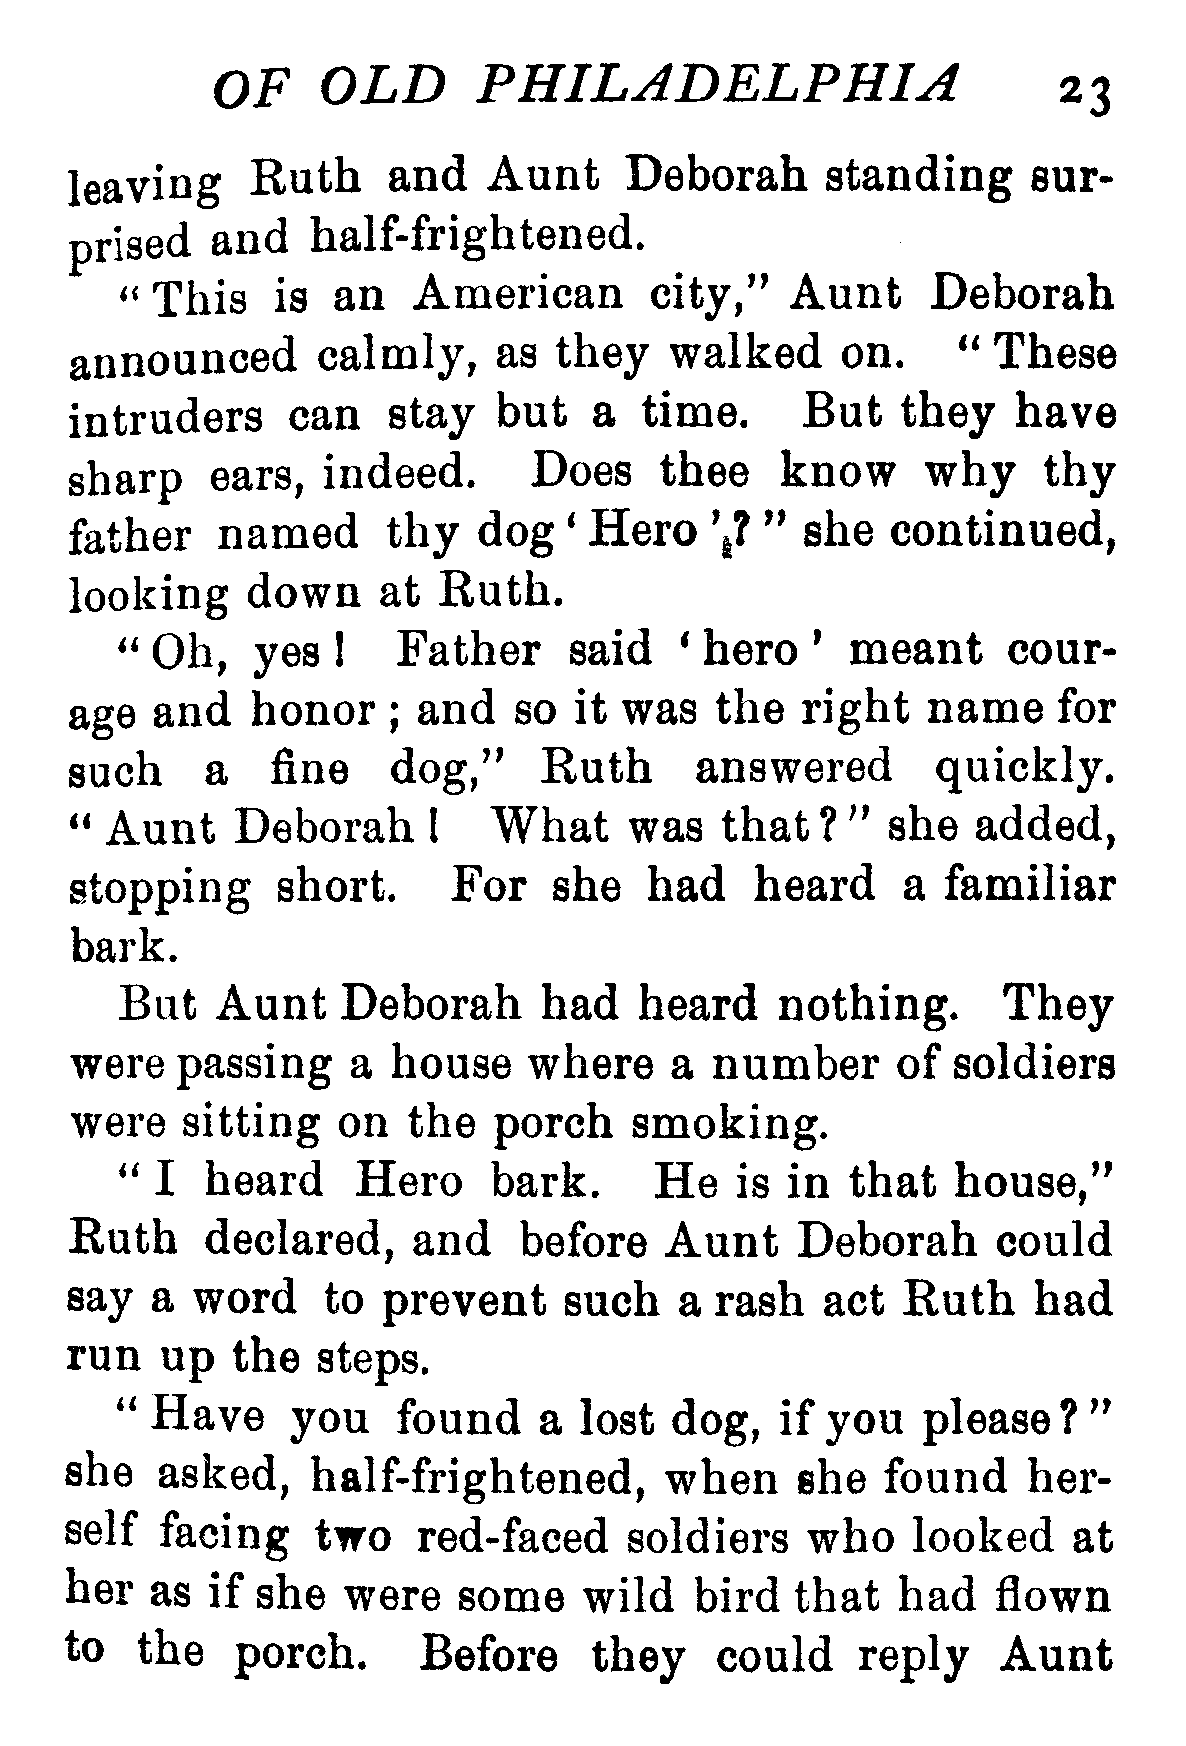 OF OLD PHILADELPHIA 23
leaving Ruth and Aunt Deborah standing sur-
prised and half-frightened.
“This is an American city,” Aunt Deborah
announced calmly, as they walked on. “These
intruders can stay but a time. But they have
sharp ears, indeed. Does thee know why thy
father named thy dog ‘Hero’?” she continued,
looking down at Ruth.
“Oh, yes! Father said ‘hero’ meant cour-
age and honor; and so it was the right name for
such a fine dog,” Ruth answered quickly.
“Aunt Deborah! What was that?” she added,
stopping short. For she had heard a familiar
bark.
But Aunt Deborah had heard nothing. They
were passing a house where a number of soldiers
were sitting on the porch smoking.
“I heard Hero bark. He is in that house,”
Ruth declared, and before Aunt Deborah could
say a word to prevent such a rash act Ruth had
run up the steps.
“Have you found a lost dog, if you please?”
she asked, half-frightened, when she found her-
self facing two red-faced soldiers who looked at
her as if she were some wild bird that had flown
to the porch. Before they could reply Aunt